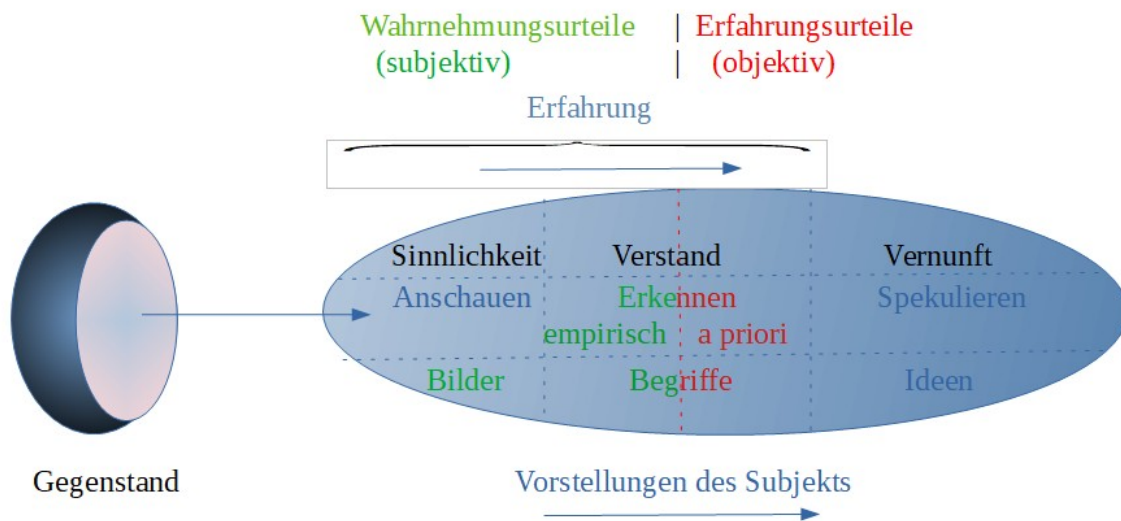 Wahrnehmungsurteile | Erfahrungsurteile
(subjektiv) | (objektiv)
Erfahrung
Sinnlichkeit Verstand Vernunft
Anschauen Erkennen Spekulieren
empirisch a priori
Bilder Begriffe Ideen
Gegenstand Vorstellungen des Subjekts